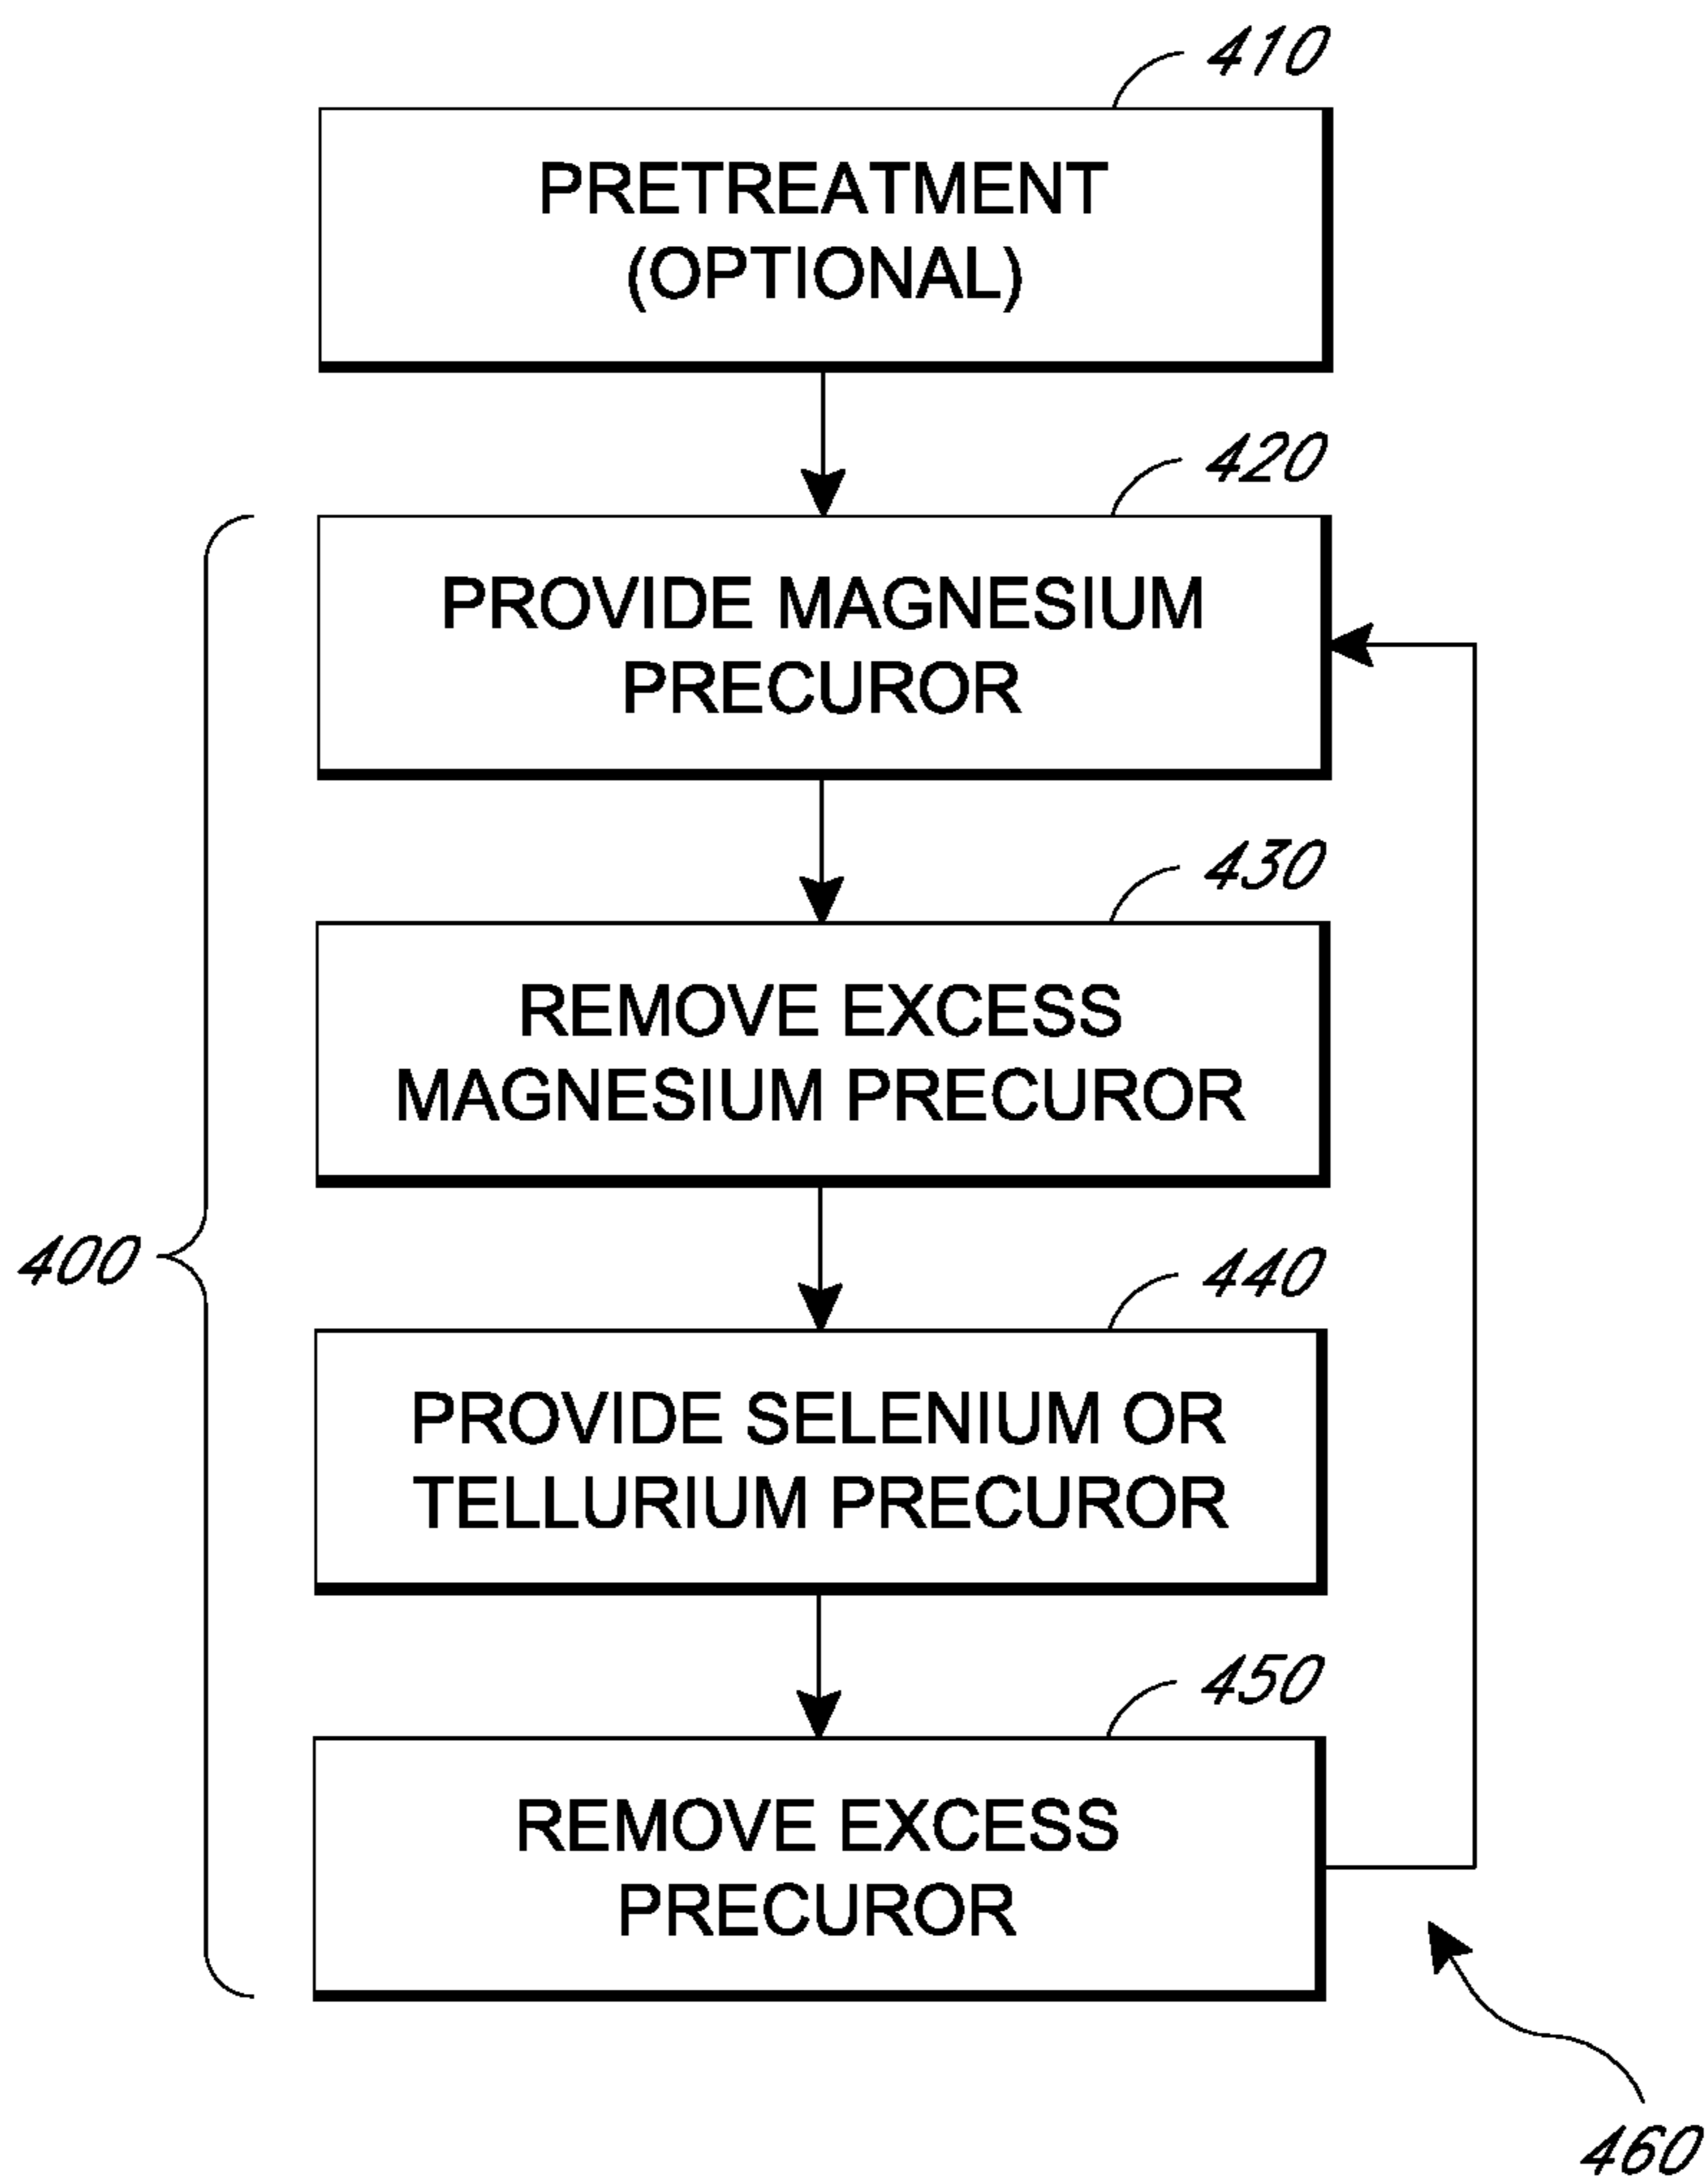 410
PRETREATMENT
(OPTIONAL)
420
PROVIDE MAGNESIUM
PRECUROR
430
REMOVE EXCESS
MAGNESIUM PRECUROR
400
440
PROVIDE SELENIUM OR
TELLURIUM PRECUROR
450
REMOVE EXCESS
PRECUROR
460